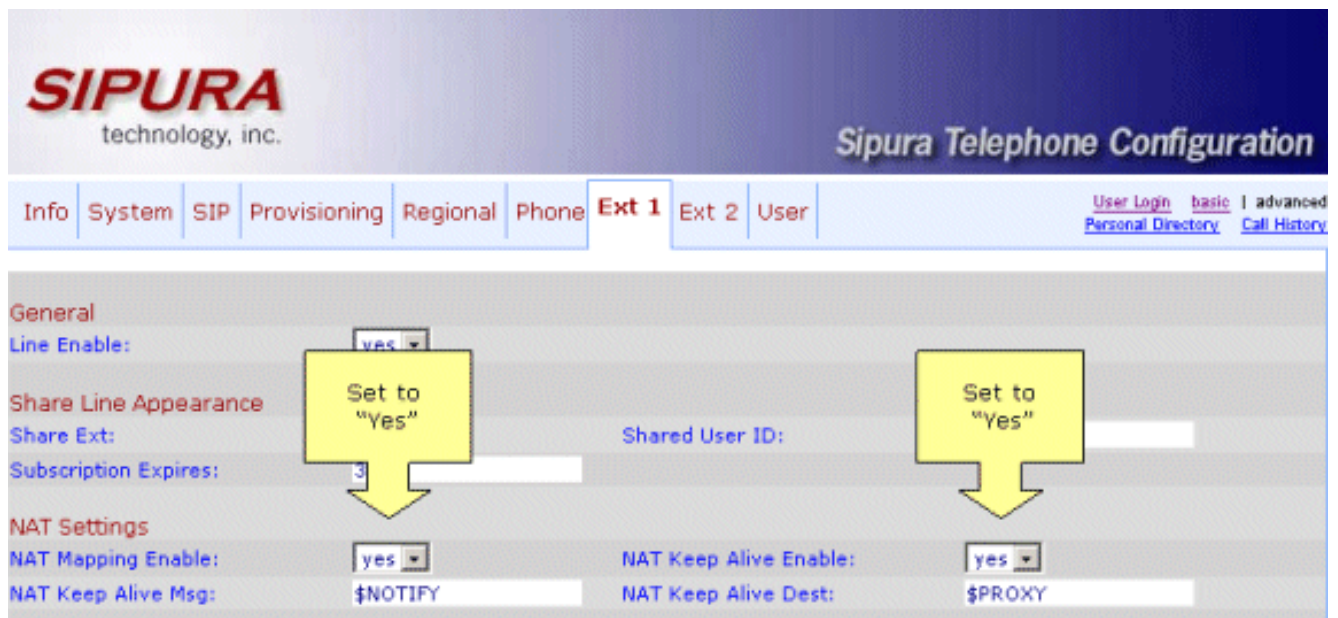 SIPURA
technology, inc.
Sipura Telephone Configuration
Info System SIP Provisioning Regional Phone Ext 1 Ext 2 User
User Login basic | advanced
Personal Directory Call History
General
Line Enable: yes
Set to
"Yes"
Set to
"Yes"
Share Line Appearance
Share Ext: Shared User ID:
Subscription Expires: 3
NAT Settings
NAT Mapping Enable: yes NAT Keep Alive Enable: yes
NAT Keep Alive Msg: $NOTIFY NAT Keep Alive Dest: $PROXY